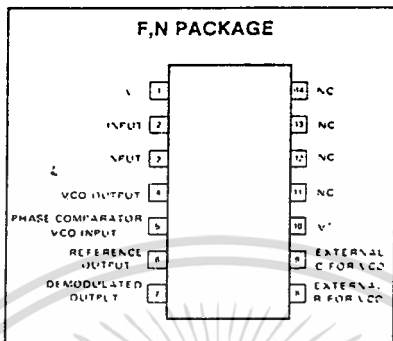 F,N PACKAGE
1
14 NC
INPUT 2
13 NC
INPUT 3
12 NC
VCO OUTPUT 4
11 NC
PHASE COMPARATOR
VCO INPUT 5
10 V+
REFERENCE
OUTPUT 6
9 EXTERNAL
C FOR VCO
DEMODULATED
OUTPUT 7
8 EXTERNAL
R FOR VCO